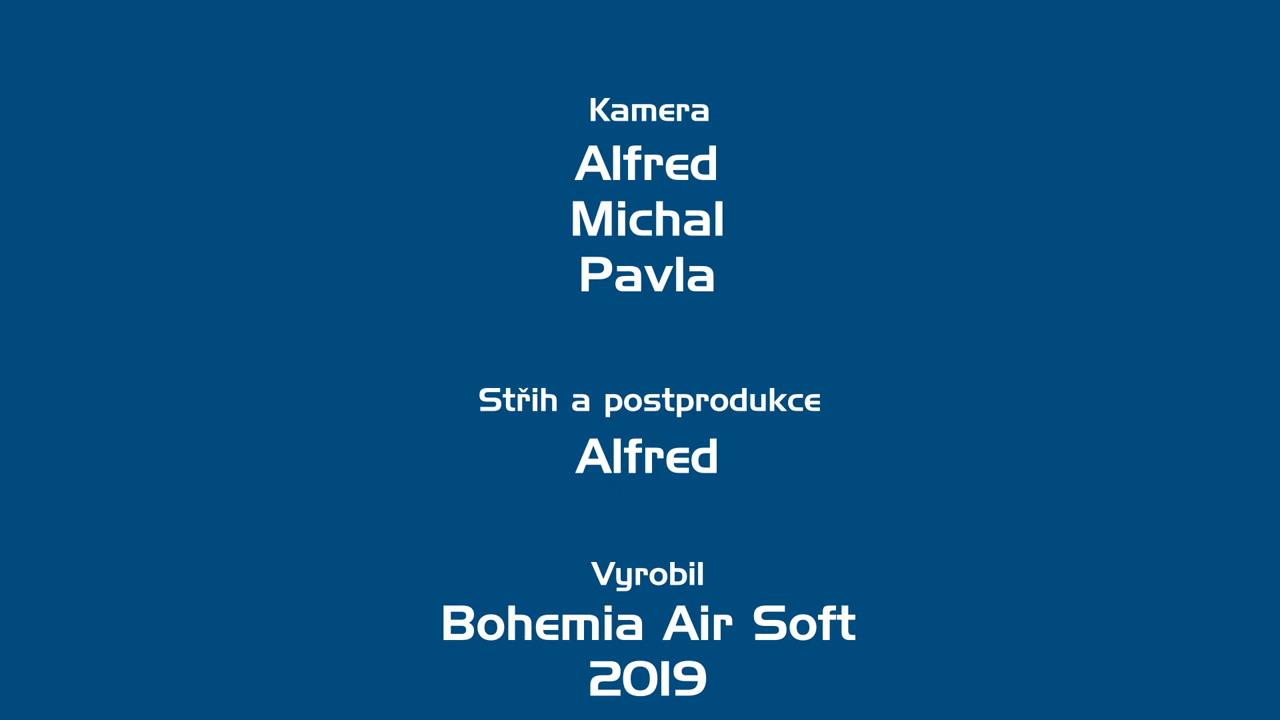 Kamera
Alfred
Michal
Pavla
Střih a postprodukce
Alfred
Vyrobil
Bohemia Air Soft
2019